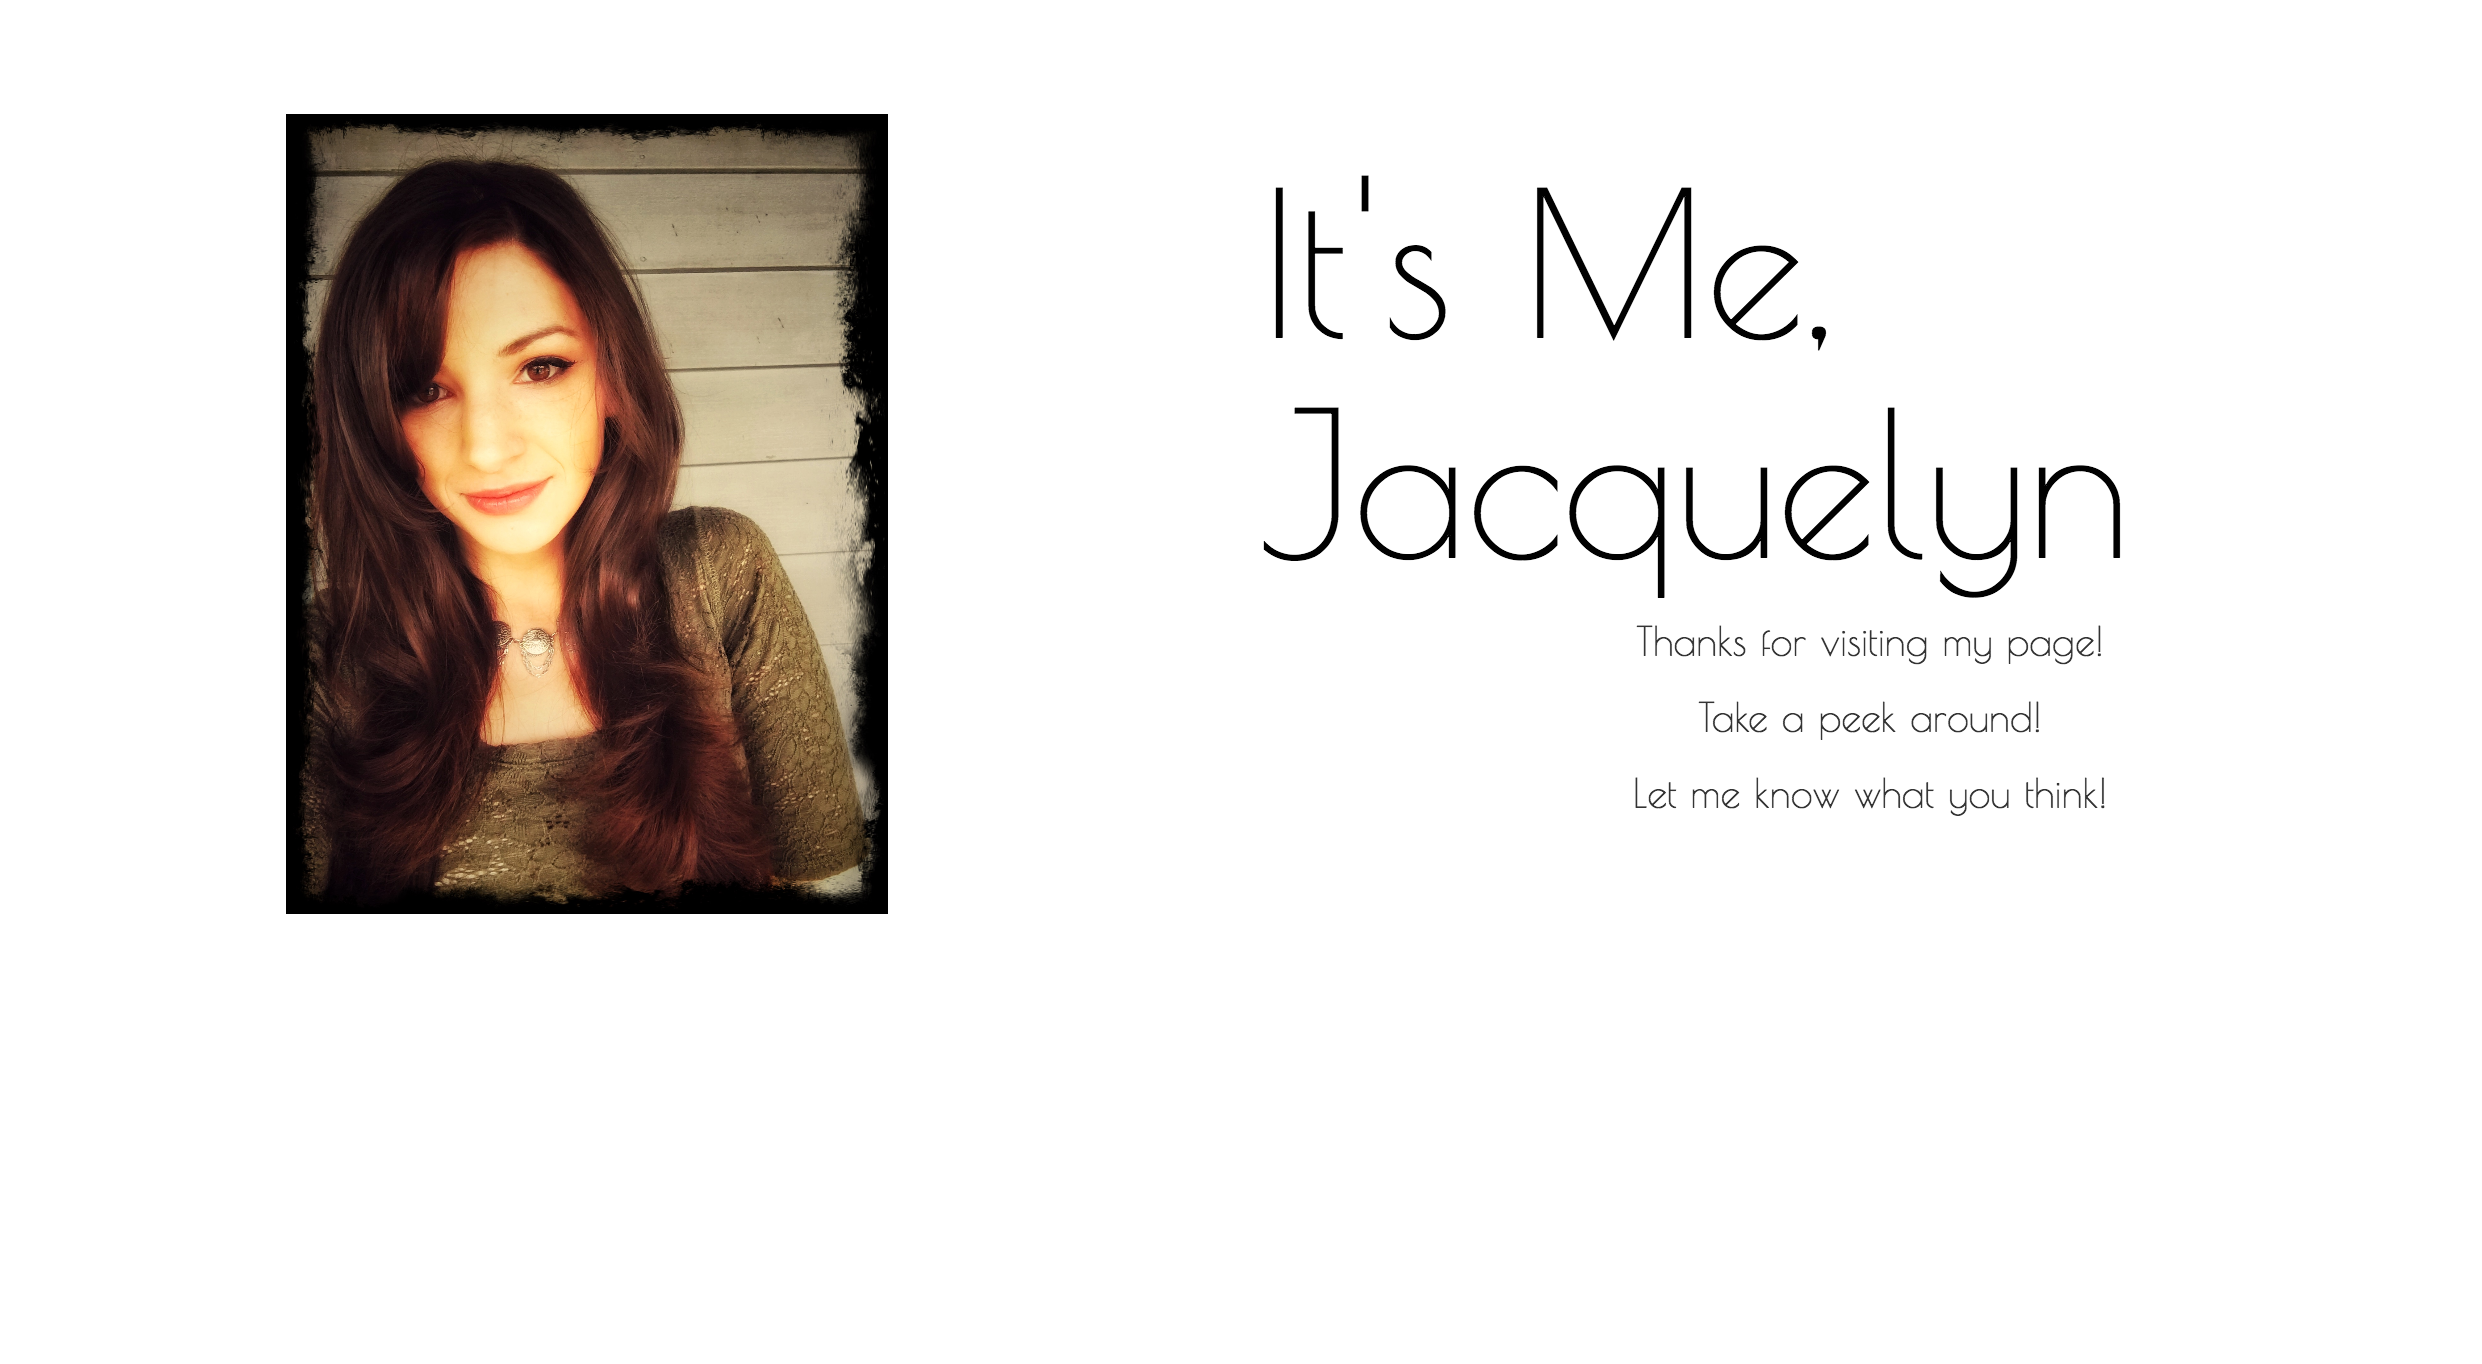 It's Me,
Jacquelyn
Thanks for visiting my page!
Take a peek around!
Let me know what you think!